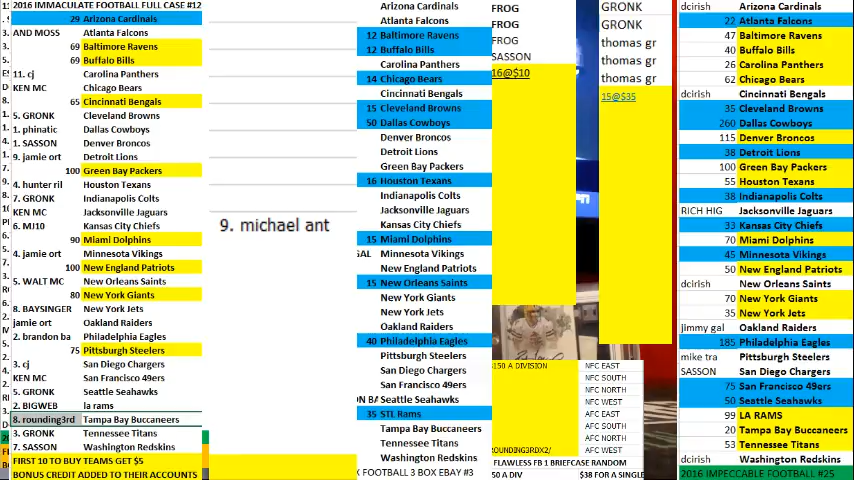 2016 IMMACULATE FOOTBALL FULL CASE #12
29 Arizona Cardinals
AND MOSS Atlanta Falcons
69 Baltimore Ravens
69 Buffalo Bills
11. cj Carolina Panthers
KEN MC Chicago Bears
65 Cincinnati Bengals
5. GRONK Cleveland Browns
1. phinatic Dallas Cowboys
1. SASSON Denver Broncos
9. jamie ort Detroit Lions
100 Green Bay Packers
4. hunter ril Houston Texans
7. GRONK Indianapolis Colts
KEN MC Jacksonville Jaguars
6. MJ10 Kansas City Chiefs
90 Miami Dolphins
4. jamie ort Minnesota Vikings
100 New England Patriots
5. WALT MC New Orleans Saints
80 New York Giants
8. BAYSINGER New York Jets
jamie ort Oakland Raiders
2. brandon ba Philadelphia Eagles
75 Pittsburgh Steelers
3. cj San Diego Chargers
KEN MC San Francisco 49ers
5. GRONK Seattle Seahawks
2. BIGWEB la rams
8. rounding3rd Tampa Bay Buccaneers
3. GRONK Tennessee Titans
7. SASSON Washington Redskins
FIRST 10 TO BUY TEAMS GET $5
BONUS CREDIT ADDED TO THEIR ACCOUNTS
9. michael ant
Arizona Cardinals
Atlanta Falcons
12 Baltimore Ravens
12 Buffalo Bills
Carolina Panthers
14 Chicago Bears
Cincinnati Bengals
15 Cleveland Browns
50 Dallas Cowboys
Denver Broncos
Detroit Lions
Green Bay Packers
16 Houston Texans
Indianapolis Colts
Jacksonville Jaguars
Kansas City Chiefs
15 Miami Dolphins
GAL Minnesota Vikings
New England Patriots
15 New Orleans Saints
New York Giants
New York Jets
Oakland Raiders
40 Philadelphia Eagles
Pittsburgh Steelers
San Diego Chargers
San Francisco 49ers
Seattle Seahawks
35 STL Rams
Tampa Bay Buccaneers
Tennessee Titans
Washington Redskins
FOOTBALL 3 BOX EBAY #3
FROG
FROG
FROG
SASSON
16@$10
$150 A DIVISION
ROUNDING3RDX2/
FLAWLESS FB 1 BRIEFCASE RANDOM
50 A DIV $38 FOR A SINGLE
GRONK
GRONK
thomas gr
thomas gr
thomas gr
15@$35
NFC EAST
NFC SOUTH
NFC NORTH
NFC WEST
AFC EAST
AFC SOUTH
AFC NORTH
AFC WEST
dcirish Arizona Cardinals
22 Atlanta Falcons
47 Baltimore Ravens
40 Buffalo Bills
26 Carolina Panthers
62 Chicago Bears
dcirish Cincinnati Bengals
35 Cleveland Browns
260 Dallas Cowboys
115 Denver Broncos
38 Detroit Lions
100 Green Bay Packers
55 Houston Texans
38 Indianapolis Colts
RICH HIG Jacksonville Jaguars
33 Kansas City Chiefs
70 Miami Dolphins
45 Minnesota Vikings
50 New England Patriots
dcirish New Orleans Saints
70 New York Giants
35 New York Jets
jimmy gal Oakland Raiders
185 Philadelphia Eagles
mike tra Pittsburgh Steelers
SASSON San Diego Chargers
75 San Francisco 49ers
50 Seattle Seahawks
99 LA RAMS
20 Tampa Bay Buccaneers
53 Tennessee Titans
dcirish Washington Redskins
2016 IMPECCABLE FOOTBALL #25